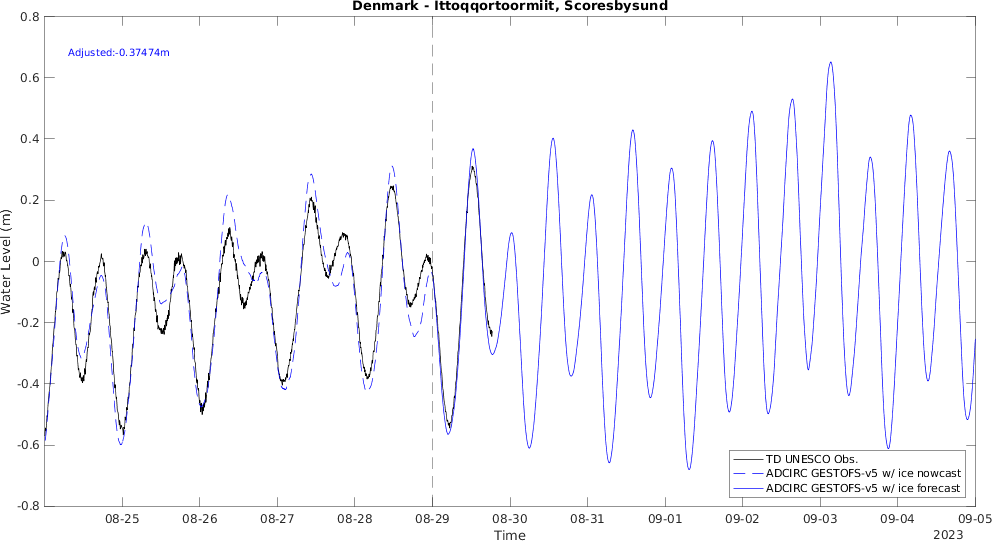 Denmark - Ittoqqortoormiit, Scoresbysund
Adjusted:-0.37474m
Water Level (m)
0.8
0.6
0.4
0.2
0
-0.2
-0.4
-0.6
-0.8
TD UNESCO Obs.
ADCIRC GESTOFS-v5 w/ ice nowcast
ADCIRC GESTOFS-v5 w/ ice forecast
08-25 08-26 08-27 08-28 08-29 08-30 08-31 09-01 09-02 09-03 09-04 09-05
Time
2023